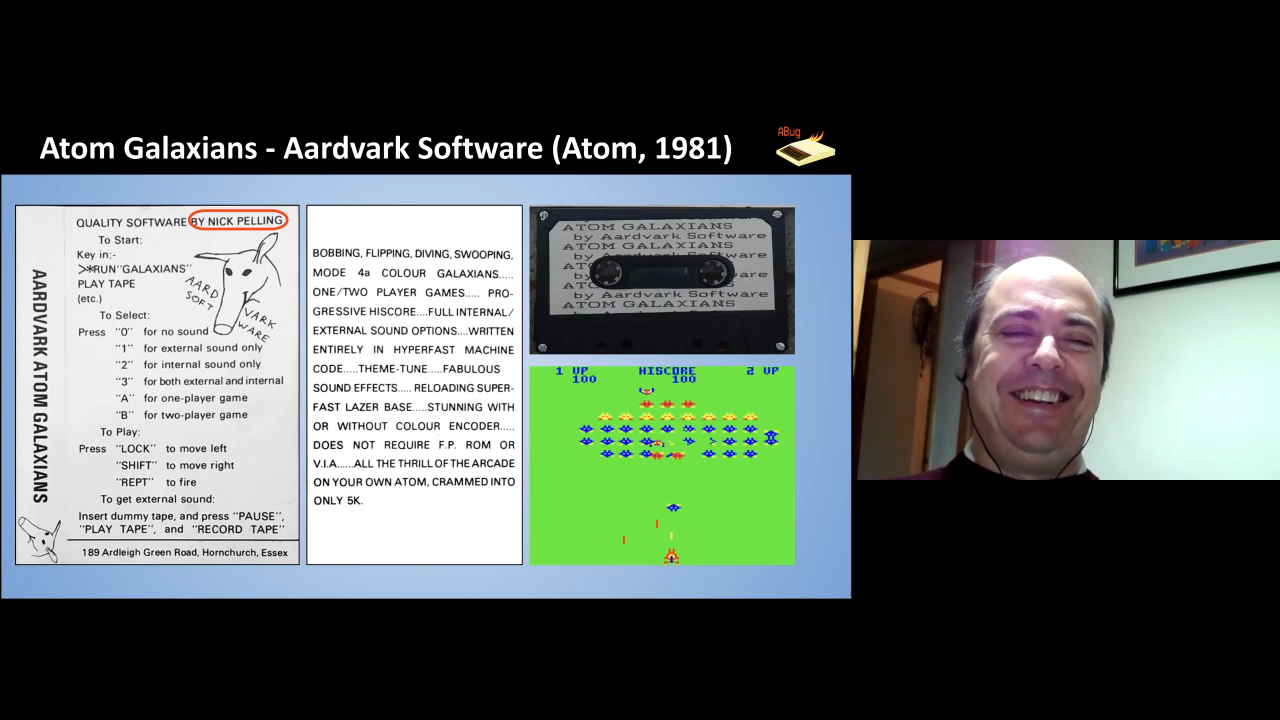 Atom Galaxians - Aardvark Software (Atom, 1981)
ABug
AARDVARK ATOM GALAXIANS
QUALITY SOFTWARE BY NICK PELLING
To Start:
Key in:-
>*RUN"GALAXIANS"
PLAY TAPE
(etc.)
AARD
SOFT
VARK
WARE
To Select:
Press "0" for no sound
"1" for external sound only
"2" for internal sound only
"3" for both external and internal
"A" for one-player game
"B" for two-player game
To Play:
Press "LOCK" to move left
"SHIFT" to move right
"REPT" to fire
To get external sound:
Insert dummy tape, and press "PAUSE",
"PLAY TAPE", and "RECORD TAPE"
189 Ardleigh Green Road, Hornchurch, Essex
BOBBING, FLIPPING, DIVING, SWOOPING,
MODE 4a COLOUR GALAXIANS.....
ONE/TWO PLAYER GAMES..... PRO-
GRESSIVE HISCORE....FULL INTERNAL/
EXTERNAL SOUND OPTIONS....WRITTEN
ENTIRELY IN HYPERFAST MACHINE
CODE.....THEME-TUNE.....FABULOUS
SOUND EFFECTS..... RELOADING SUPER-
FAST LAZER BASE.....STUNNING WITH
OR WITHOUT COLOUR ENCODER.....
DOES NOT REQUIRE F.P. ROM OR
V.I.A......ALL THE THRILL OF THE ARCADE
ON YOUR OWN ATOM, CRAMMED INTO
ONLY 5K.
ATOM GALAXIANS
by Aardvark Software
ATOM GALAXIANS
by Aardvark Software
by Aardvark Software
ATOM GALAXIANS
1 UP HISCORE 2 UP
100 100